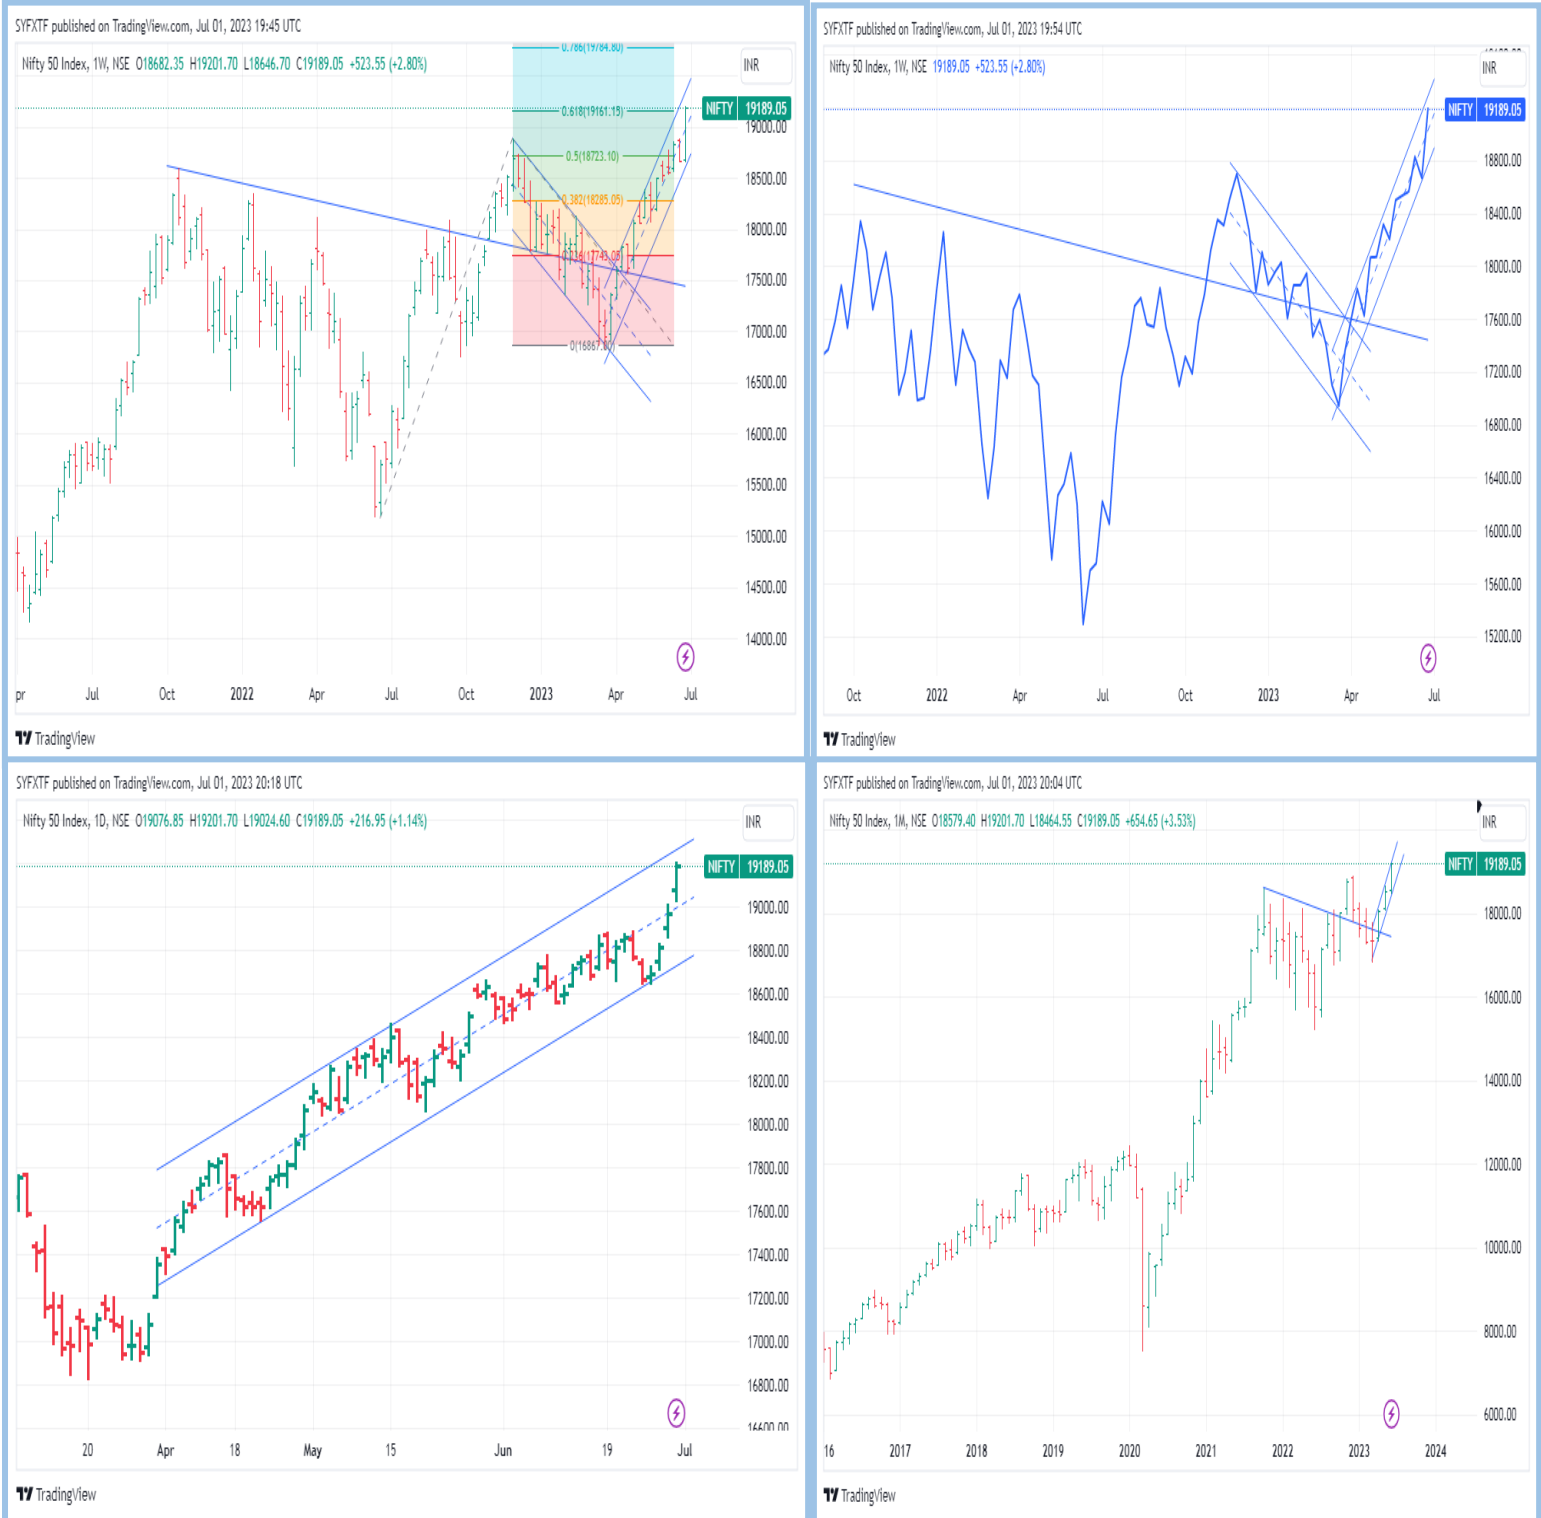 SYFXTF published on TradingView.com, Jul 01, 2023 19:45 UTC
Nifty 50 Index, 1W, NSE O18682.35 H19201.70 L18646.70 C19189.05 +523.55 (+2.80%)
INR
0.786(19784.80)
NIFTY 19189.05
0.618(19161.15)
19000.00
0.5(18723.10)
18500.00
0.382(18285.05)
18000.00
17500.00
17000.00
16500.00
16000.00
15500.00
15000.00
14500.00
14000.00
pr Jul Oct 2022 Apr Jul Oct 2023 Apr Jul
TradingView
SYFXTF published on TradingView.com, Jul 01, 2023 19:54 UTC
Nifty 50 Index, 1W, NSE 19189.05 +523.55 (+2.80%)
INR
NIFTY 19189.05
18800.00
18400.00
18000.00
17600.00
17200.00
16800.00
16400.00
16000.00
15600.00
15200.00
Oct 2022 Apr Jul Oct 2023 Apr Jul
TradingView
SYFXTF published on TradingView.com, Jul 01, 2023 20:18 UTC
Nifty 50 Index, 1D, NSE O19076.85 H19201.70 L19024.60 C19189.05 +216.95 (+1.14%)
INR
NIFTY 19189.05
19000.00
18800.00
18600.00
18400.00
18200.00
18000.00
17800.00
17600.00
17400.00
17200.00
17000.00
16800.00
16600.00
20 Apr 18 May 15 Jun 19 Jul
TradingView
SYFXTF published on TradingView.com, Jul 01, 2023 20:04 UTC
Nifty 50 Index, 1M, NSE O18579.40 H19201.70 L18464.55 C19189.05 +654.65 (+3.53%)
INR
NIFTY 19189.05
18000.00
16000.00
14000.00
12000.00
10000.00
8000.00
6000.00
16 2017 2018 2019 2020 2021 2022 2023 2024
TradingView